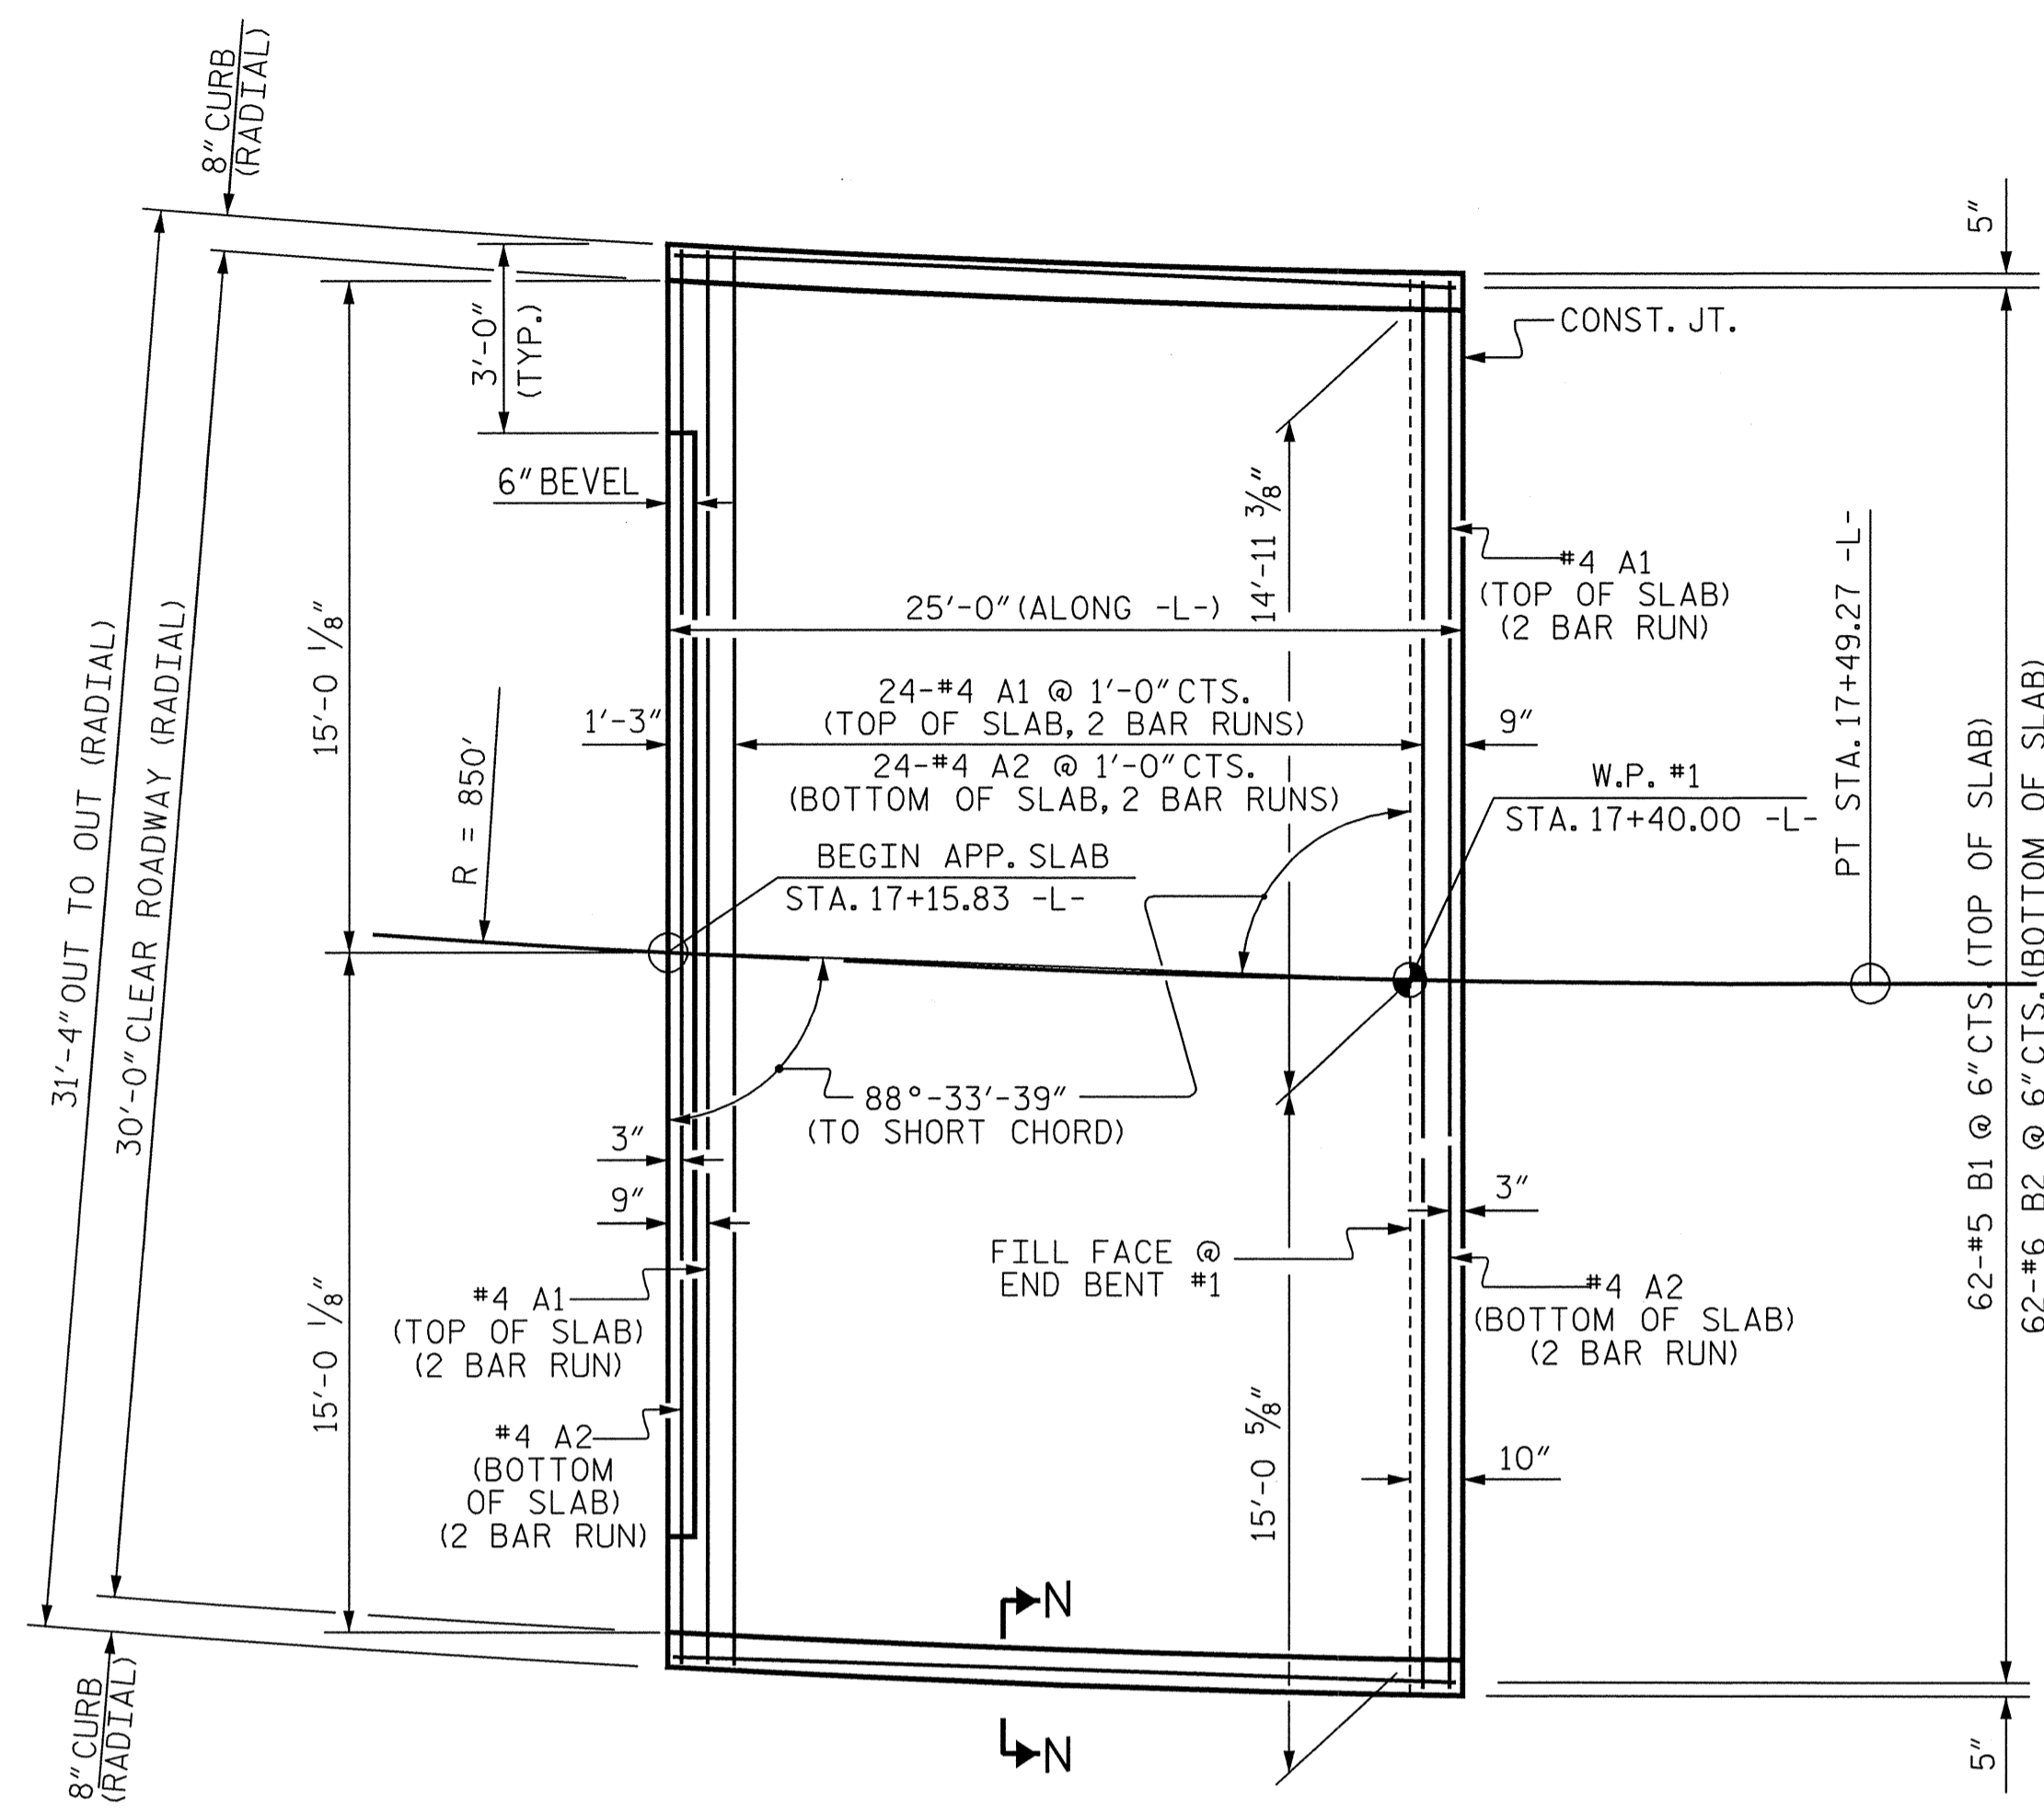 8" CURB
(RADIAL)
31'-4" OUT TO OUT (RADIAL)
30'-0" CLEAR ROADWAY (RADIAL)
3'-0"
(TYP.)
6" BEVEL
15'-0 1/8"
R = 850'
25'-0" (ALONG -L-)
14'-11 3/8"
24-#4 A1 @ 1'-0" CTS.
(TOP OF SLAB, 2 BAR RUNS)
24-#4 A2 @ 1'-0" CTS.
(BOTTOM OF SLAB, 2 BAR RUNS)
1'-3"
9"
BEGIN APP. SLAB
STA. 17+15.83 -L-
W.P. #1
STA. 17+40.00 -L-
CONST. JT.
#4 A1
(TOP OF SLAB)
(2 BAR RUN)
PT STA. 17+49.27 -L-
5"
62-#5 B1 @ 6" CTS. (TOP OF SLAB)
62-#6 B2 @ 6" CTS. (BOTTOM OF SLAB)
88°-33'-39"
(TO SHORT CHORD)
3"
9"
15'-0 1/8"
#4 A1
(TOP OF SLAB)
(2 BAR RUN)
#4 A2
(BOTTOM
OF SLAB)
(2 BAR RUN)
FILL FACE @
END BENT #1
3"
#4 A2
(BOTTOM OF SLAB)
(2 BAR RUN)
15'-0 5/8"
10"
N
N
8" CURB
(RADIAL)
5"